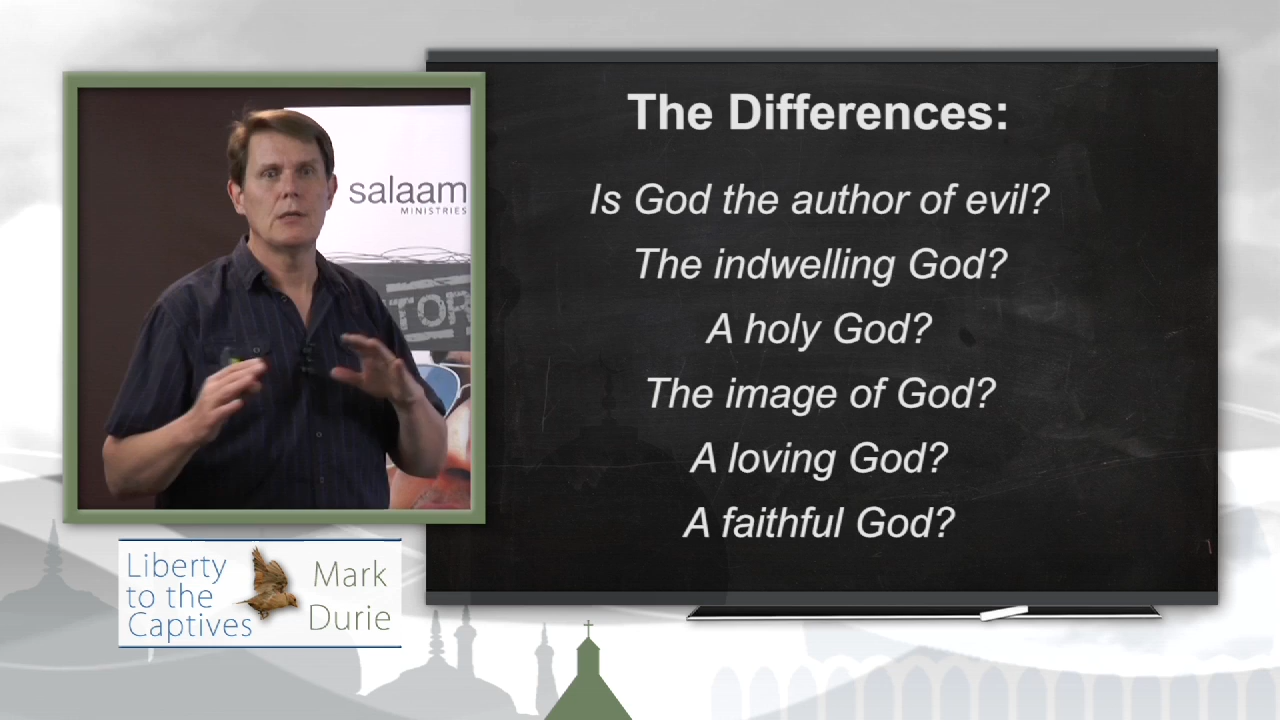 The Differences:
Is God the author of evil?
The indwelling God?
A holy God?
The image of God?
A loving God?
A faithful God?
salaam
MINISTRIES
TOR
Liberty
to the
Captives
Mark
Durie